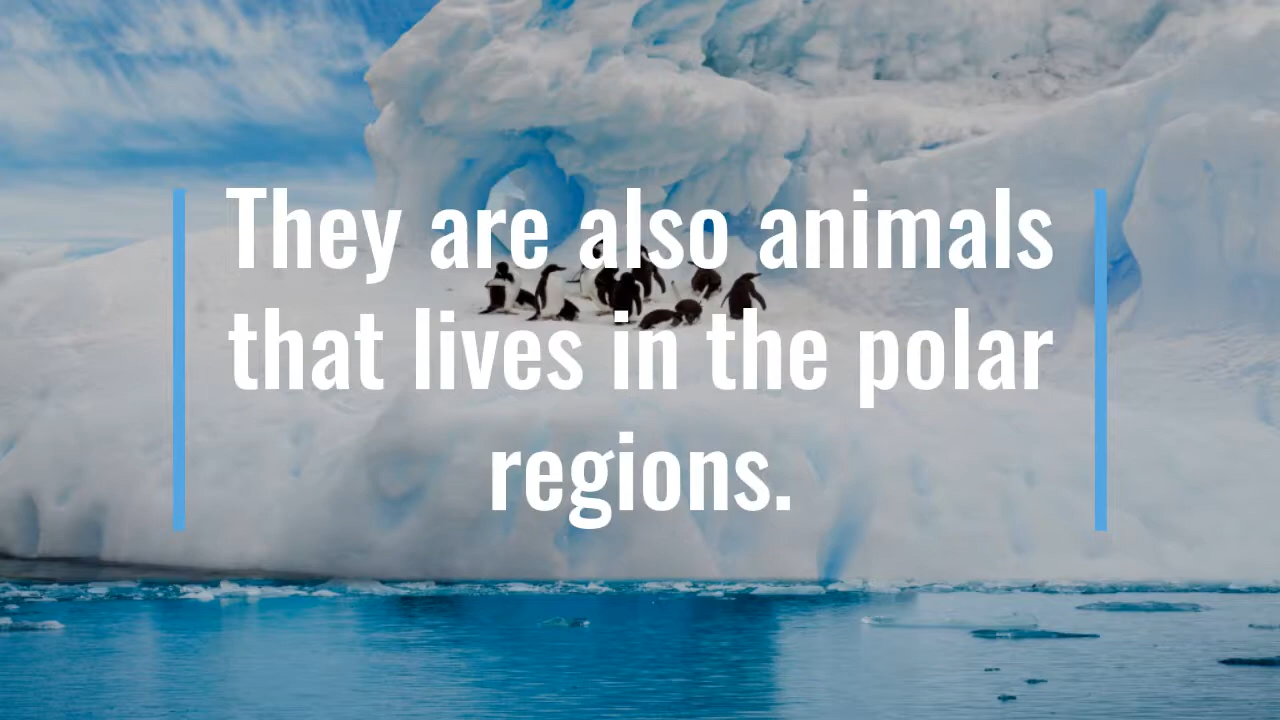 They are also animals
that lives in the polar
regions.